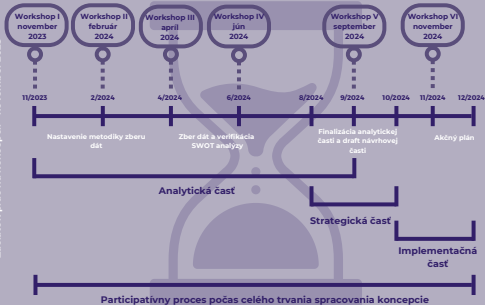 Workshop I
november
2023
Workshop II
február
2024
Workshop III
apríl
2024
Workshop IV
jún
2024
Workshop V
september
2024
Workshop VI
november
2024
11/2023
2/2024
4/2024
6/2024
8/2024
9/2024
10/2024
11/2024
12/2024
Nastavenie metodiky zberu
dát
Zber dát a verifikácia
SWOT analýzy
Finalizácia analytickej
časti a draft návrhovej
časti
Akčný plán
Analytická časť
Strategická časť
Implementačná
časť
Participatívny proces počas celého trvania spracovania koncepcie